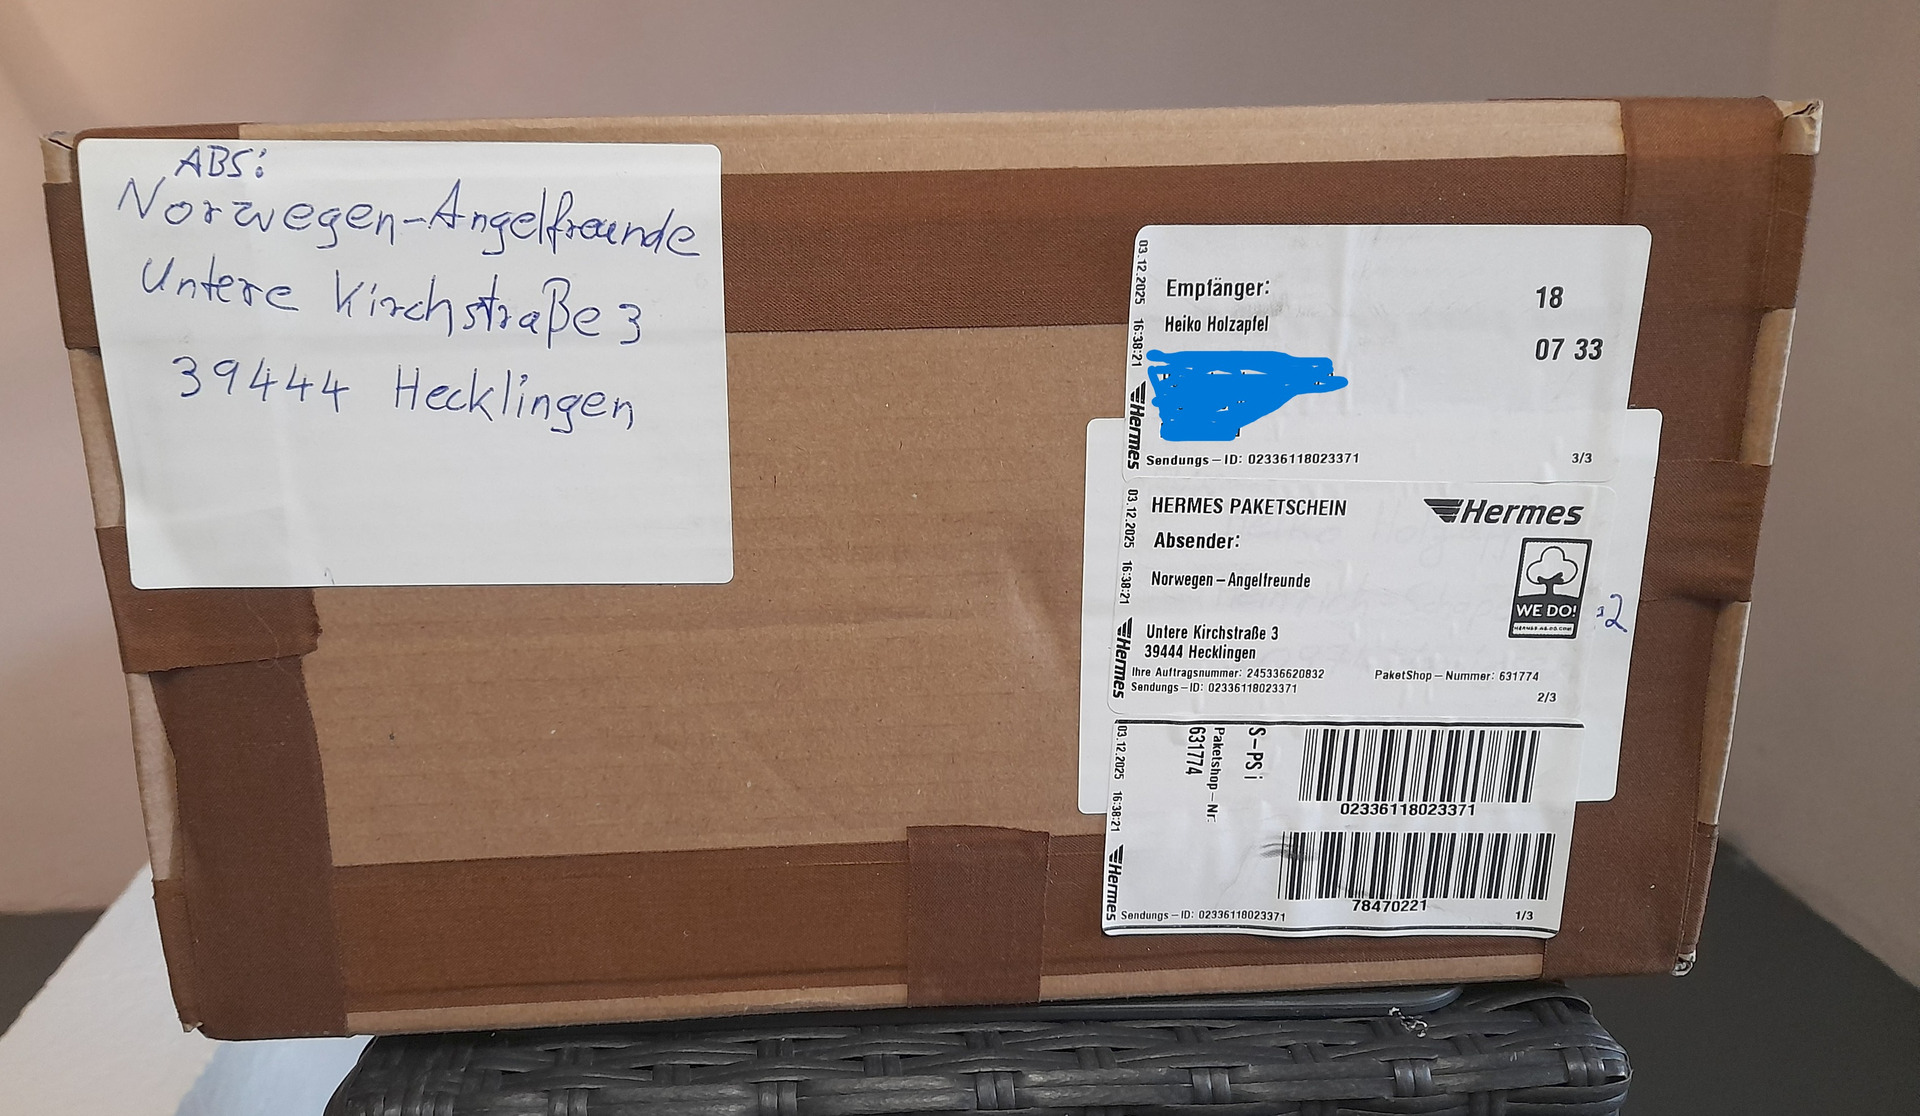 ABS:
Norwegen-Angelfreunde
Untere Kirchstraße 3
39444 Hecklingen
03.12.2025 16:38:21
Hermes
Empfänger:
Heiko Holzapfel
18
07 33
Sendungs-ID: 02336118023371
3/3
03.12.2025 16:38:21
Hermes
HERMES PAKETSCHEIN
Hermes
Absender:
Norwegen-Angelfreunde
WE DO!
Untere Kirchstraße 3
39444 Hecklingen
Ihre Auftragsnummer: 245336620832
PaketShop-Nummer: 631774
Sendungs-ID: 02336118023371
2/3
03.12.2025 16:38:21
Hermes
S-PS i
Paketshop-Nr:
631774
02336118023371
78470221
Sendungs-ID: 02336118023371
1/3